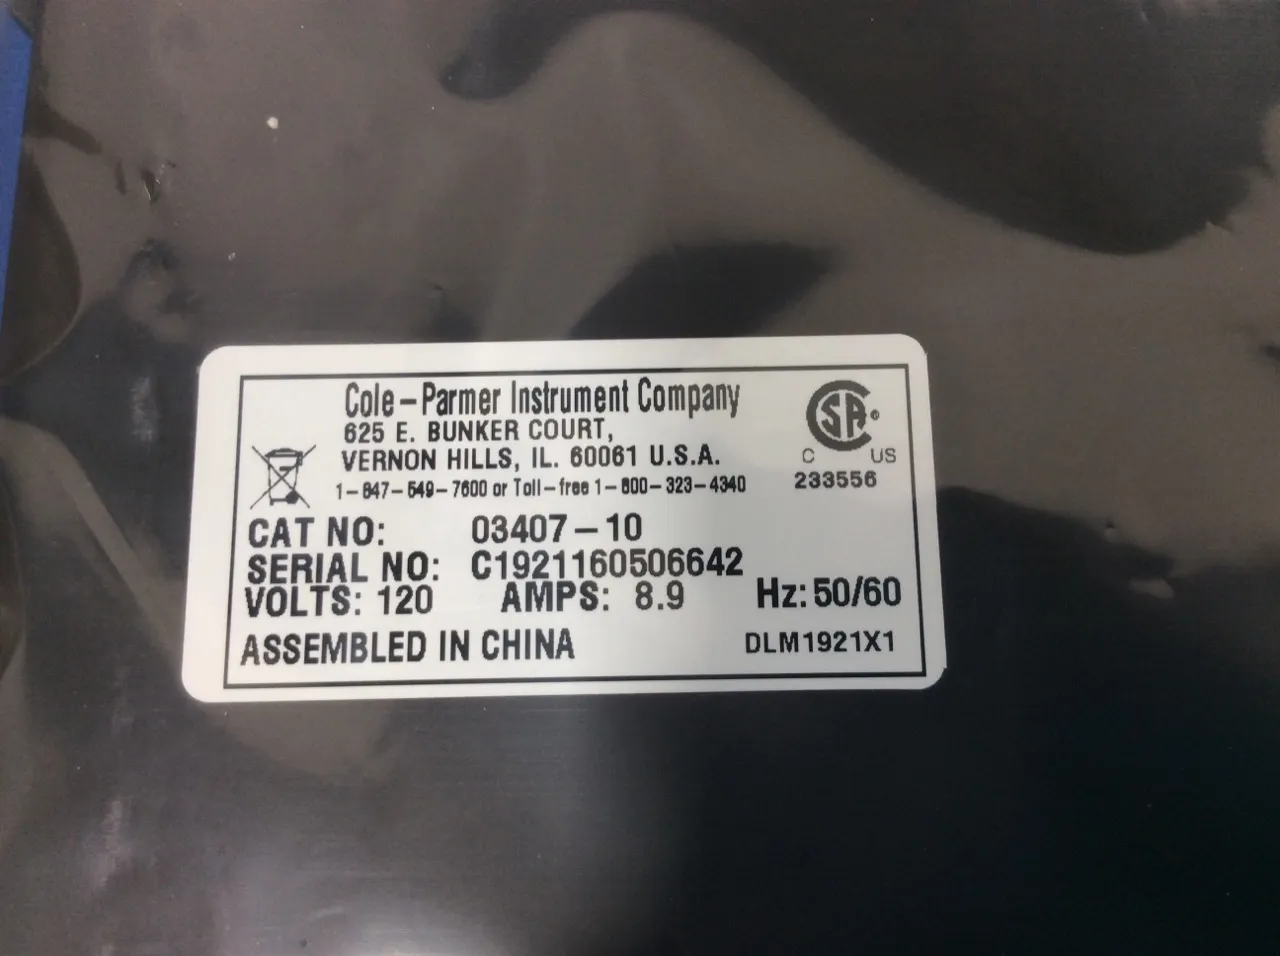 Cole-Parmer Instrument Company
625 E. BUNKER COURT,
VERNON HILLS, IL. 60061 U.S.A.
1-847-549-7600 or Toll-free 1-800-323-4340
SA®
C US
233556
CAT NO: 03407-10
SERIAL NO: C1921160506642
VOLTS: 120 AMPS: 8.9 Hz: 50/60
ASSEMBLED IN CHINA DLM1921X1